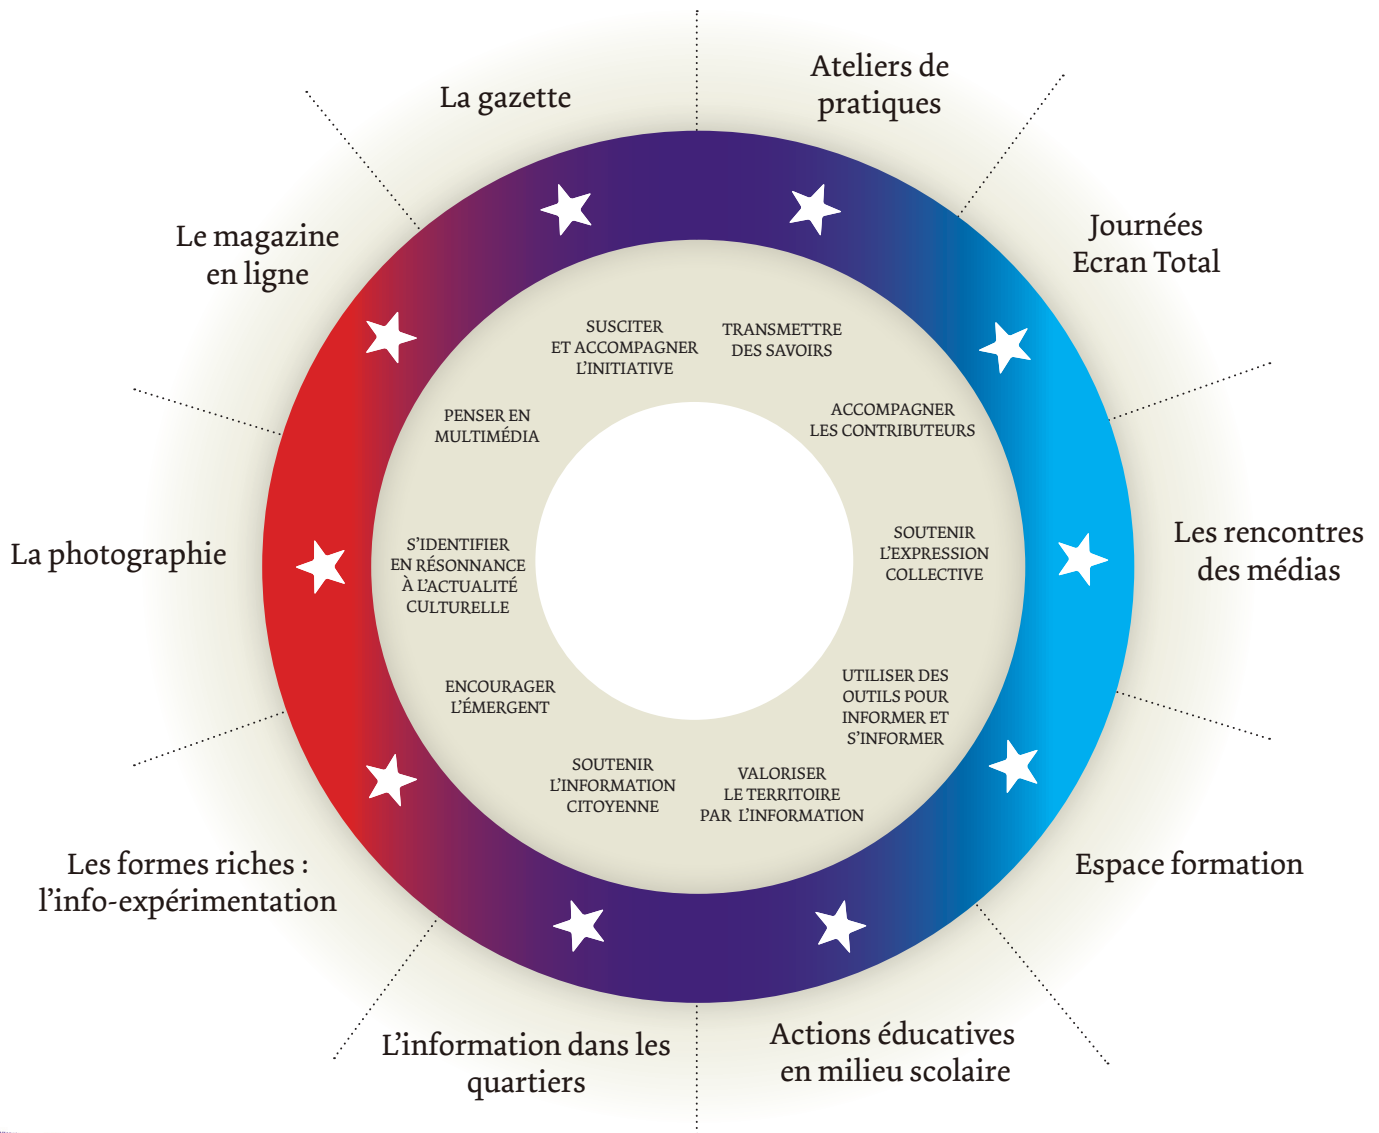 La gazette
Ateliers de
pratiques
Journées
Ecran Total
Les rencontres
des médias
Espace formation
Actions éducatives
en milieu scolaire
L’information dans les
quartiers
Les formes riches :
l’info-expérimentation
La photographie
Le magazine
en ligne
SUSCITER
ET ACCOMPAGNER
L’INITIATIVE
TRANSMETTRE
DES SAVOIRS
ACCOMPAGNER
LES CONTRIBUTEURS
SOUTENIR
L’EXPRESSION
COLLECTIVE
UTILISER DES
OUTILS POUR
INFORMER ET
S’INFORMER
VALORISER
LE TERRITOIRE
PAR L’INFORMATION
SOUTENIR
L’INFORMATION
CITOYENNE
ENCOURAGER
L’ÉMERGENT
S’IDENTIFIER
EN RÉSONNANCE
À L’ACTUALITÉ
CULTURELLE
PENSER EN
MULTIMÉDIA